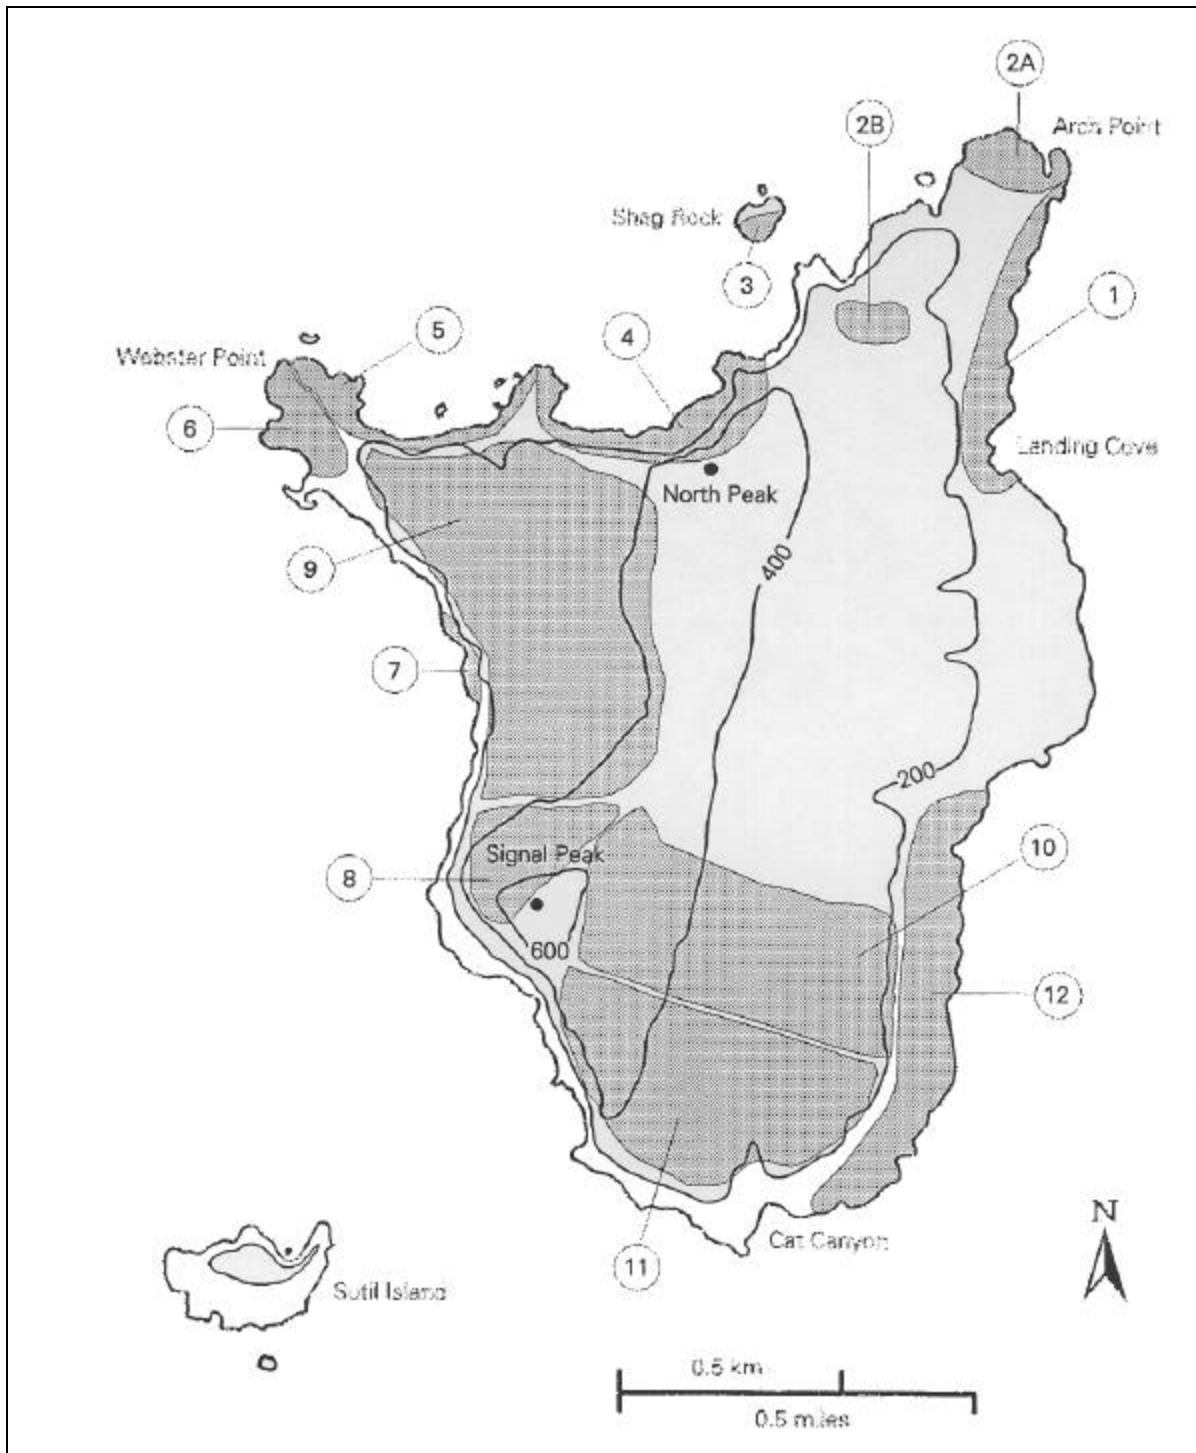 2A
Arch Point
2B
Shag Rock
3
1
5
4
Webster Point
6
Landing Cove
North Peak
400
9
7
200
Signal Peak
10
8
600
12
Cat Canyon
N
11
Sutil Island
0.5 km
0.5 miles